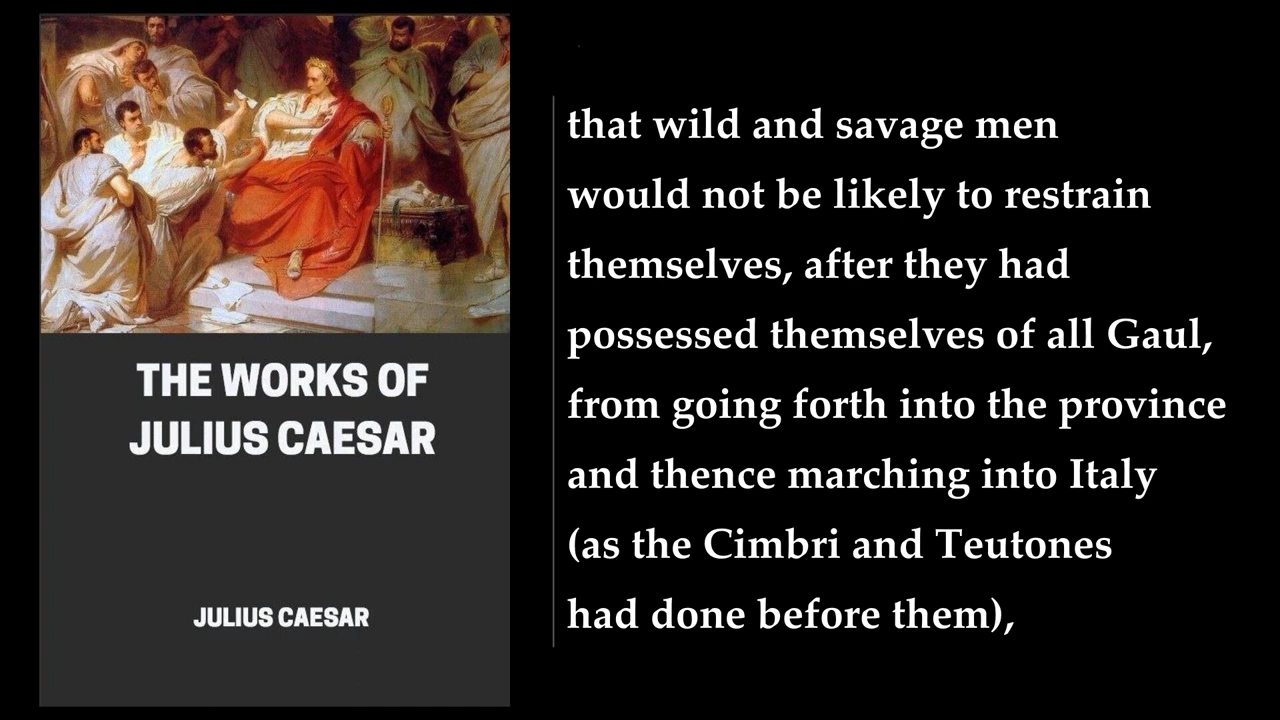 THE WORKS OF
JULIUS CAESAR
JULIUS CAESAR
that wild and savage men
would not be likely to restrain
themselves, after they had
possessed themselves of all Gaul,
from going forth into the province
and thence marching into Italy
(as the Cimbri and Teutones
had done before them),